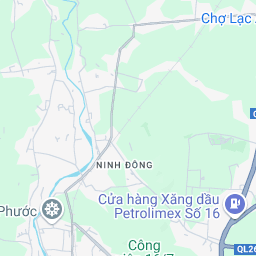 Chợ Lạc
NINH ĐÔNG
Cửa hàng Xăng dầu
Petrolimex Số 16
Phước
Công
QL26